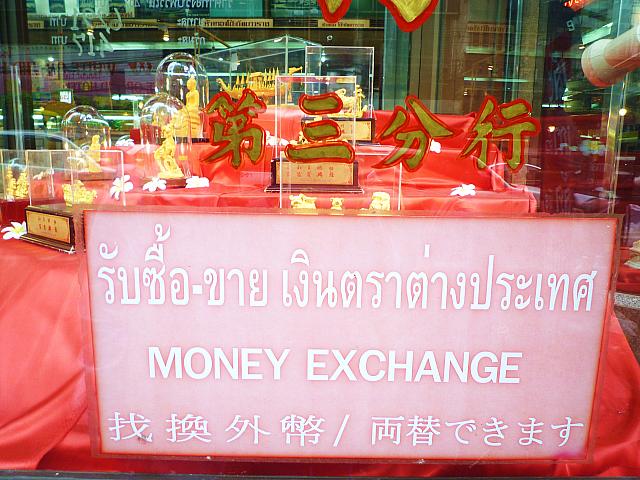 第三分行
รับซื้อ-ขาย เงินตราต่างประเทศ
MONEY EXCHANGE
找換外幣/両替できます